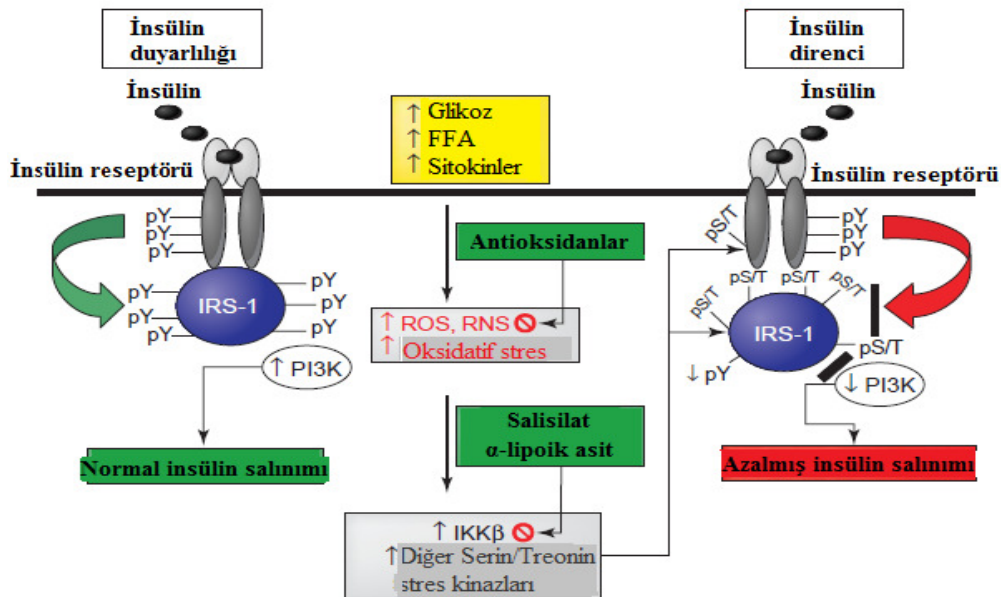 İnsülin
duyarlılığı
İnsülin
İnsülin reseptörü
pY
pY
pY
pY
pY
pY
pY
pY
pY
IRS-1
↑ PI3K
Normal insülin salınımı
↑ Glikoz
↑ FFA
↑ Sitokinler
Antioksidanlar
↑ ROS, RNS
↑ Oksidatif stres
Salisilat
α-lipoik asit
↑ IKKβ
↑ Diğer Serin/Treonin
stres kinazları
İnsülin
direnci
İnsülin
İnsülin reseptörü
pS/T
pY
pY
pY
pS/T
pS/T
pS/T
pS/T
IRS-1
pS/T
↓ pY
↓ PI3K
Azalmış insülin salınımı